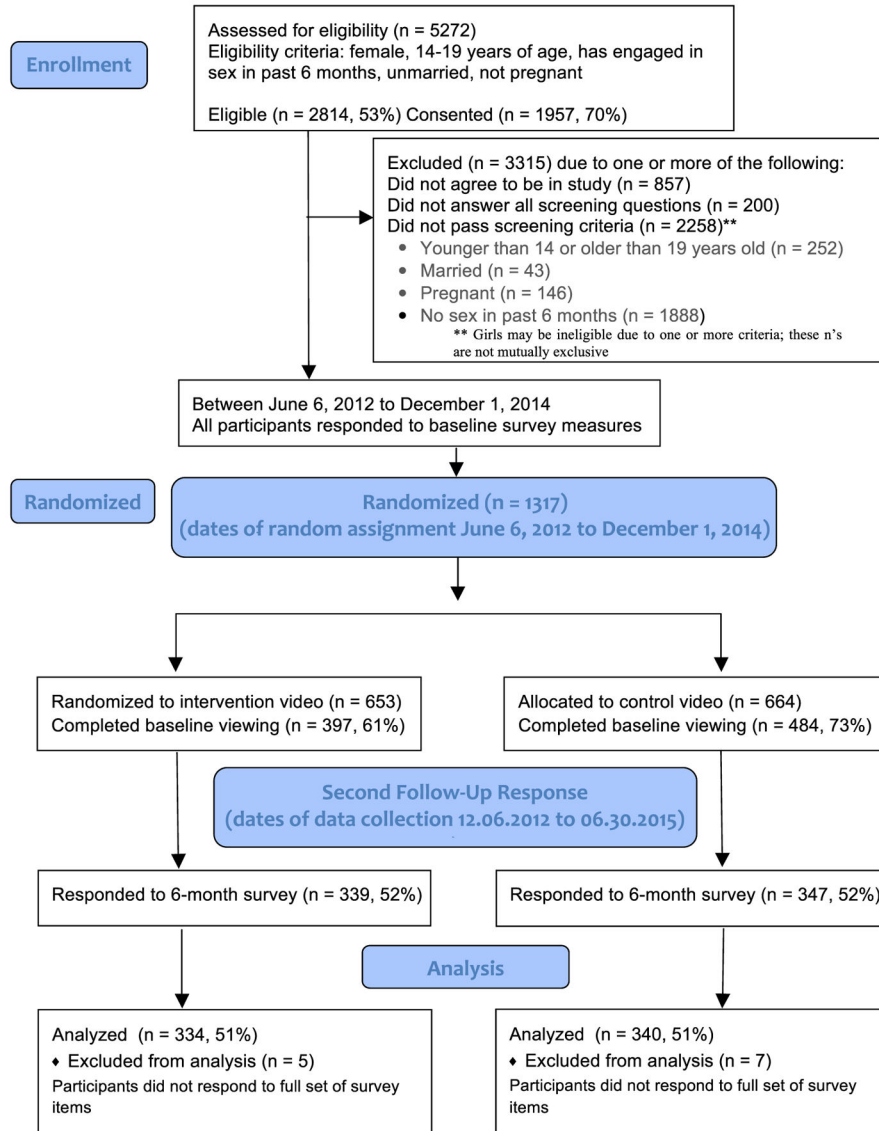 Assessed for eligibility (n = 5272)
Eligibility criteria: female, 14-19 years of age, has engaged in
sex in past 6 months, unmarried, not pregnant
Eligible (n = 2814, 53%) Consented (n = 1957, 70%)
Enrollment
Excluded (n = 3315) due to one or more of the following:
Did not agree to be in study (n = 857)
Did not answer all screening questions (n = 200)
Did not pass screening criteria (n = 2258)**
• Younger than 14 or older than 19 years old (n = 252)
• Married (n = 43)
• Pregnant (n = 146)
• No sex in past 6 months (n = 1888)
** Girls may be ineligible due to one or more criteria; these n's
are not mutually exclusive
Between June 6, 2012 to December 1, 2014
All participants responded to baseline survey measures
Randomized
Randomized (n = 1317)
(dates of random assignment June 6, 2012 to December 1, 2014)
Randomized to intervention video (n = 653)
Completed baseline viewing (n = 397, 61%)
Allocated to control video (n = 664)
Completed baseline viewing (n = 484, 73%)
Second Follow-Up Response
(dates of data collection 12.06.2012 to 06.30.2015)
Responded to 6-month survey (n = 339, 52%)
Responded to 6-month survey (n = 347, 52%)
Analysis
Analyzed (n = 334, 51%)
♦ Excluded from analysis (n = 5)
Participants did not respond to full set of survey
items
Analyzed (n = 340, 51%)
♦ Excluded from analysis (n = 7)
Participants did not respond to full set of survey
items